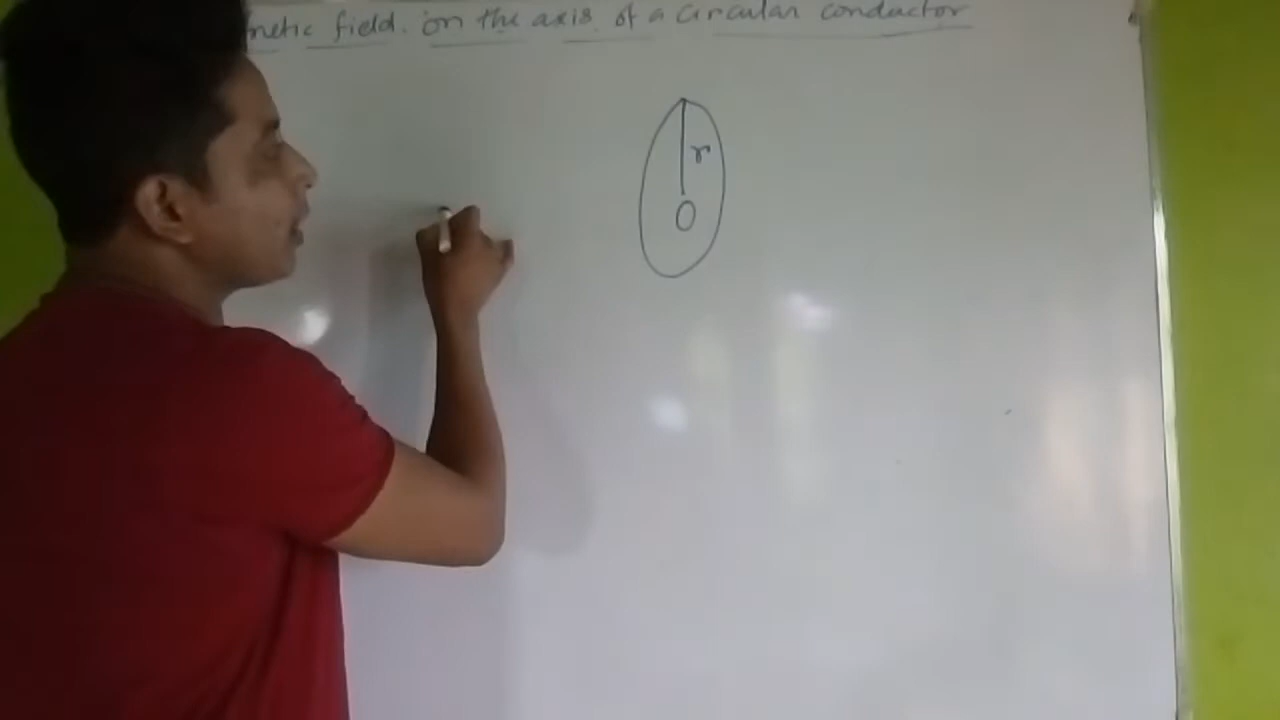 netic field. on the axis of a circular conductor
r
O